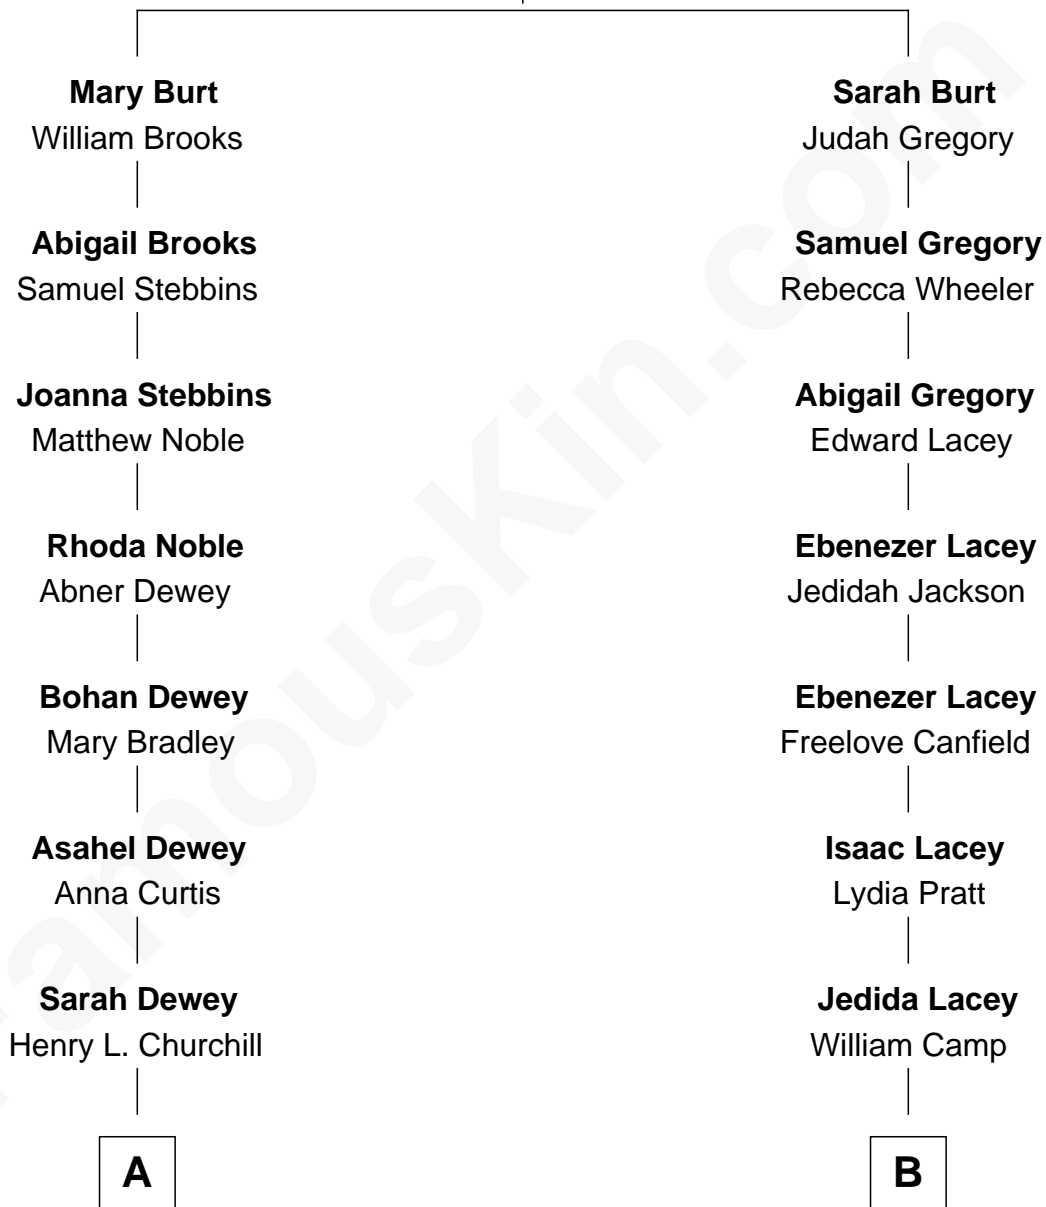 Mary Burt
William Brooks
Sarah Burt
Judah Gregory
Abigail Brooks
Samuel Stebbins
Samuel Gregory
Rebecca Wheeler
Joanna Stebbins
Matthew Noble
Abigail Gregory
Edward Lacey
Rhoda Noble
Abner Dewey
Ebenezer Lacey
Jedidah Jackson
Bohan Dewey
Mary Bradley
Ebenezer Lacey
Freelove Canfield
Asahel Dewey
Anna Curtis
Isaac Lacey
Lydia Pratt
Sarah Dewey
Henry L. Churchill
Jedida Lacey
William Camp
A
B
FamousKin.com